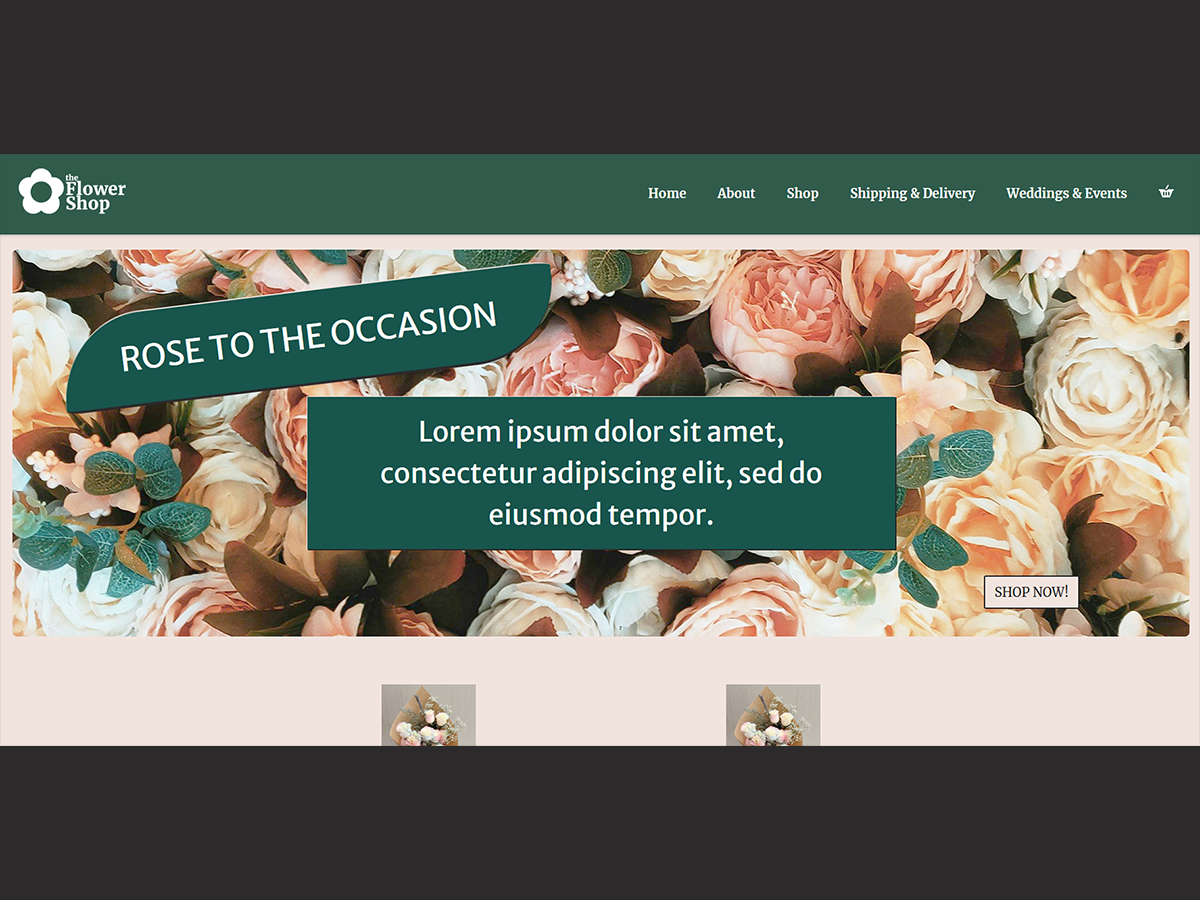 the
Flower
Shop
Home About Shop Shipping & Delivery Weddings & Events
ROSE TO THE OCCASION
Lorem ipsum dolor sit amet,
consectetur adipiscing elit, sed do
eiusmod tempor.
SHOP NOW!